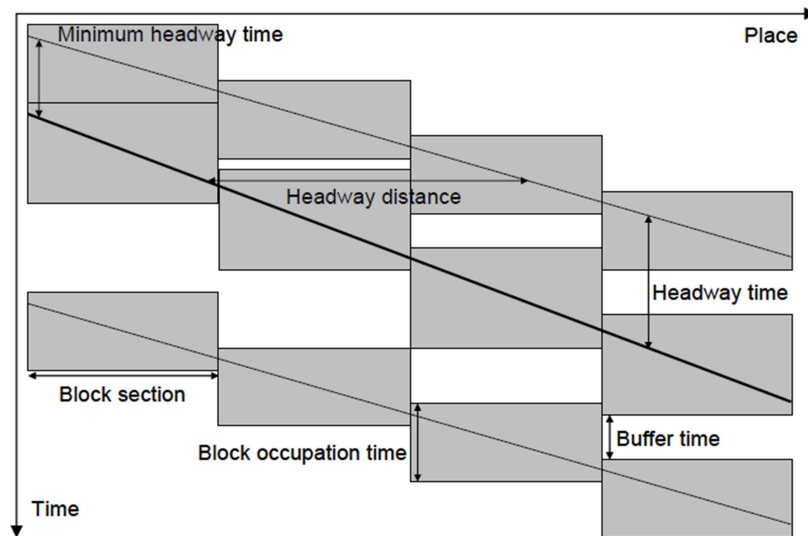 Place
Minimum headway time
Headway distance
Headway time
Block section
Block occupation time
Buffer time
Time